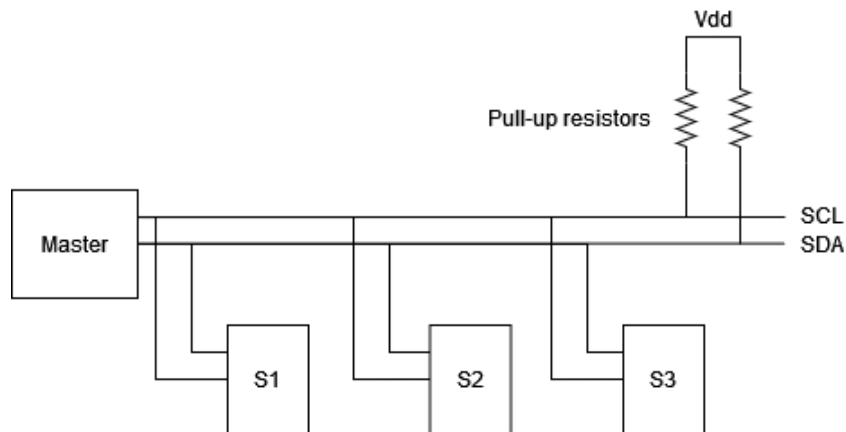 Vdd
Pull-up resistors
SCL
Master
SDA
S1 S2 S3